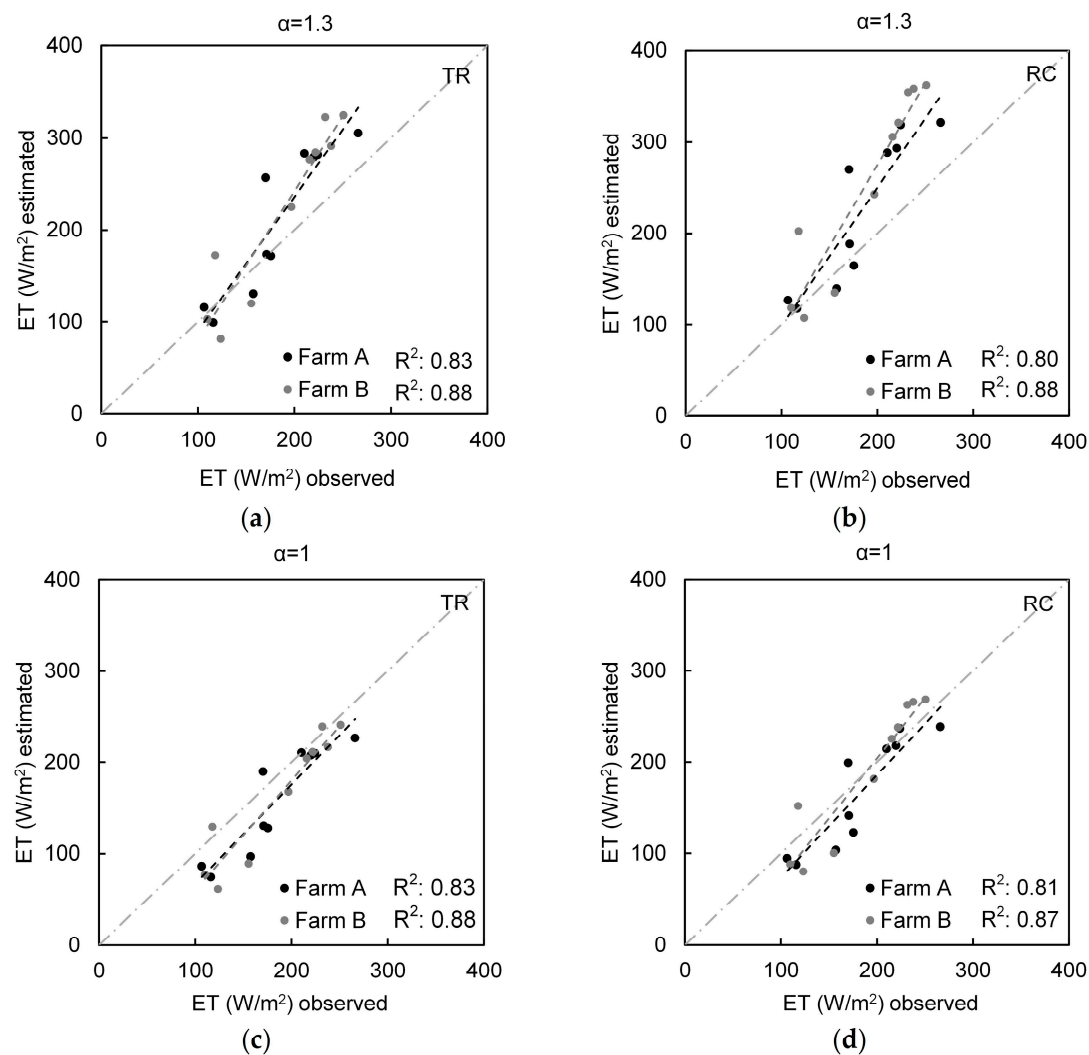 α=1.3
400
300
200
100
0
ET (W/m²) estimated
TR
Farm A R²: 0.83
Farm B R²: 0.88
0 100 200 300 400
ET (W/m²) observed
(a)
α=1.3
400
300
200
100
0
ET (W/m²) estimated
RC
Farm A R²: 0.80
Farm B R²: 0.88
0 100 200 300 400
ET (W/m²) observed
(b)
α=1
400
300
200
100
0
ET (W/m²) estimated
TR
Farm A R²: 0.83
Farm B R²: 0.88
0 100 200 300 400
ET (W/m²) observed
(c)
α=1
400
300
200
100
0
ET (W/m²) estimated
RC
Farm A R²: 0.81
Farm B R²: 0.87
0 100 200 300 400
ET (W/m²) observed
(d)